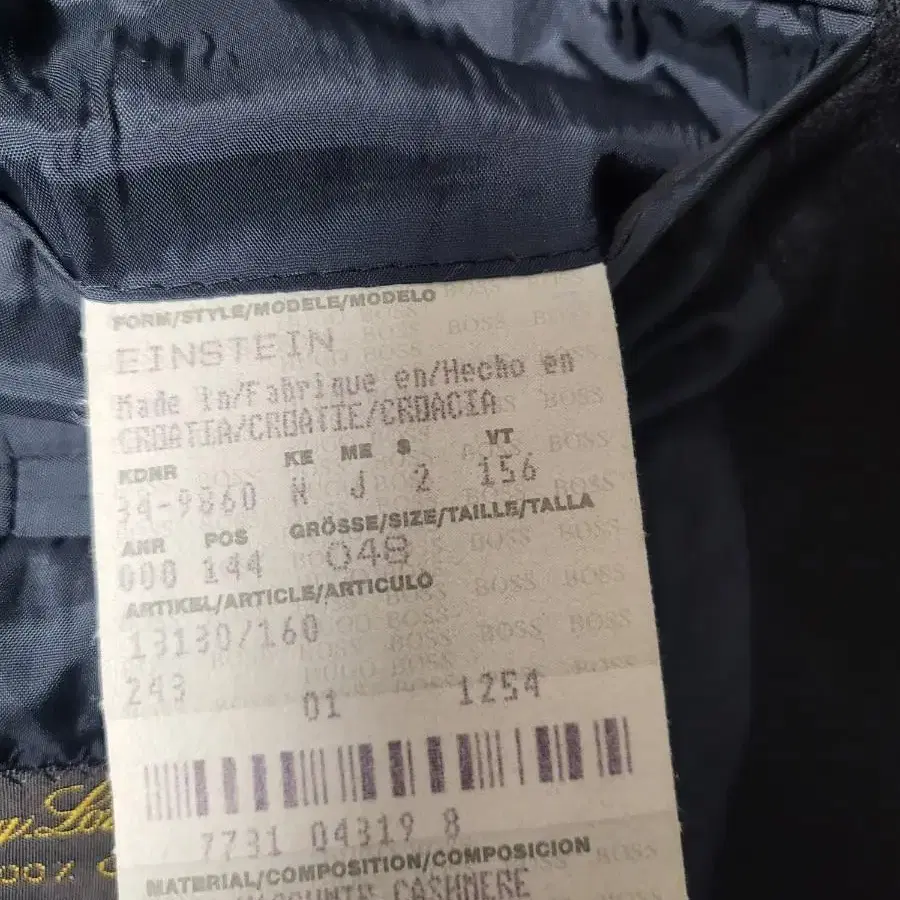 FORM/STYLE/MODELE/MODELO
EINSTEIN
Made in/Fabrique en/Hecho en
CROATIA/CROATIE/CROACIA
KDNR KE ME S VT
34-9860 N J 2 156
ANR POS GRÖSSE/SIZE/TAILLE/TALLA
000 144 048
ARTIKEL/ARTICLE/ARTICULO
13130/160
243 01 1254
7731 04319 8
MATERIAL/COMPOSITION/COMPOSICION
CASHMERE